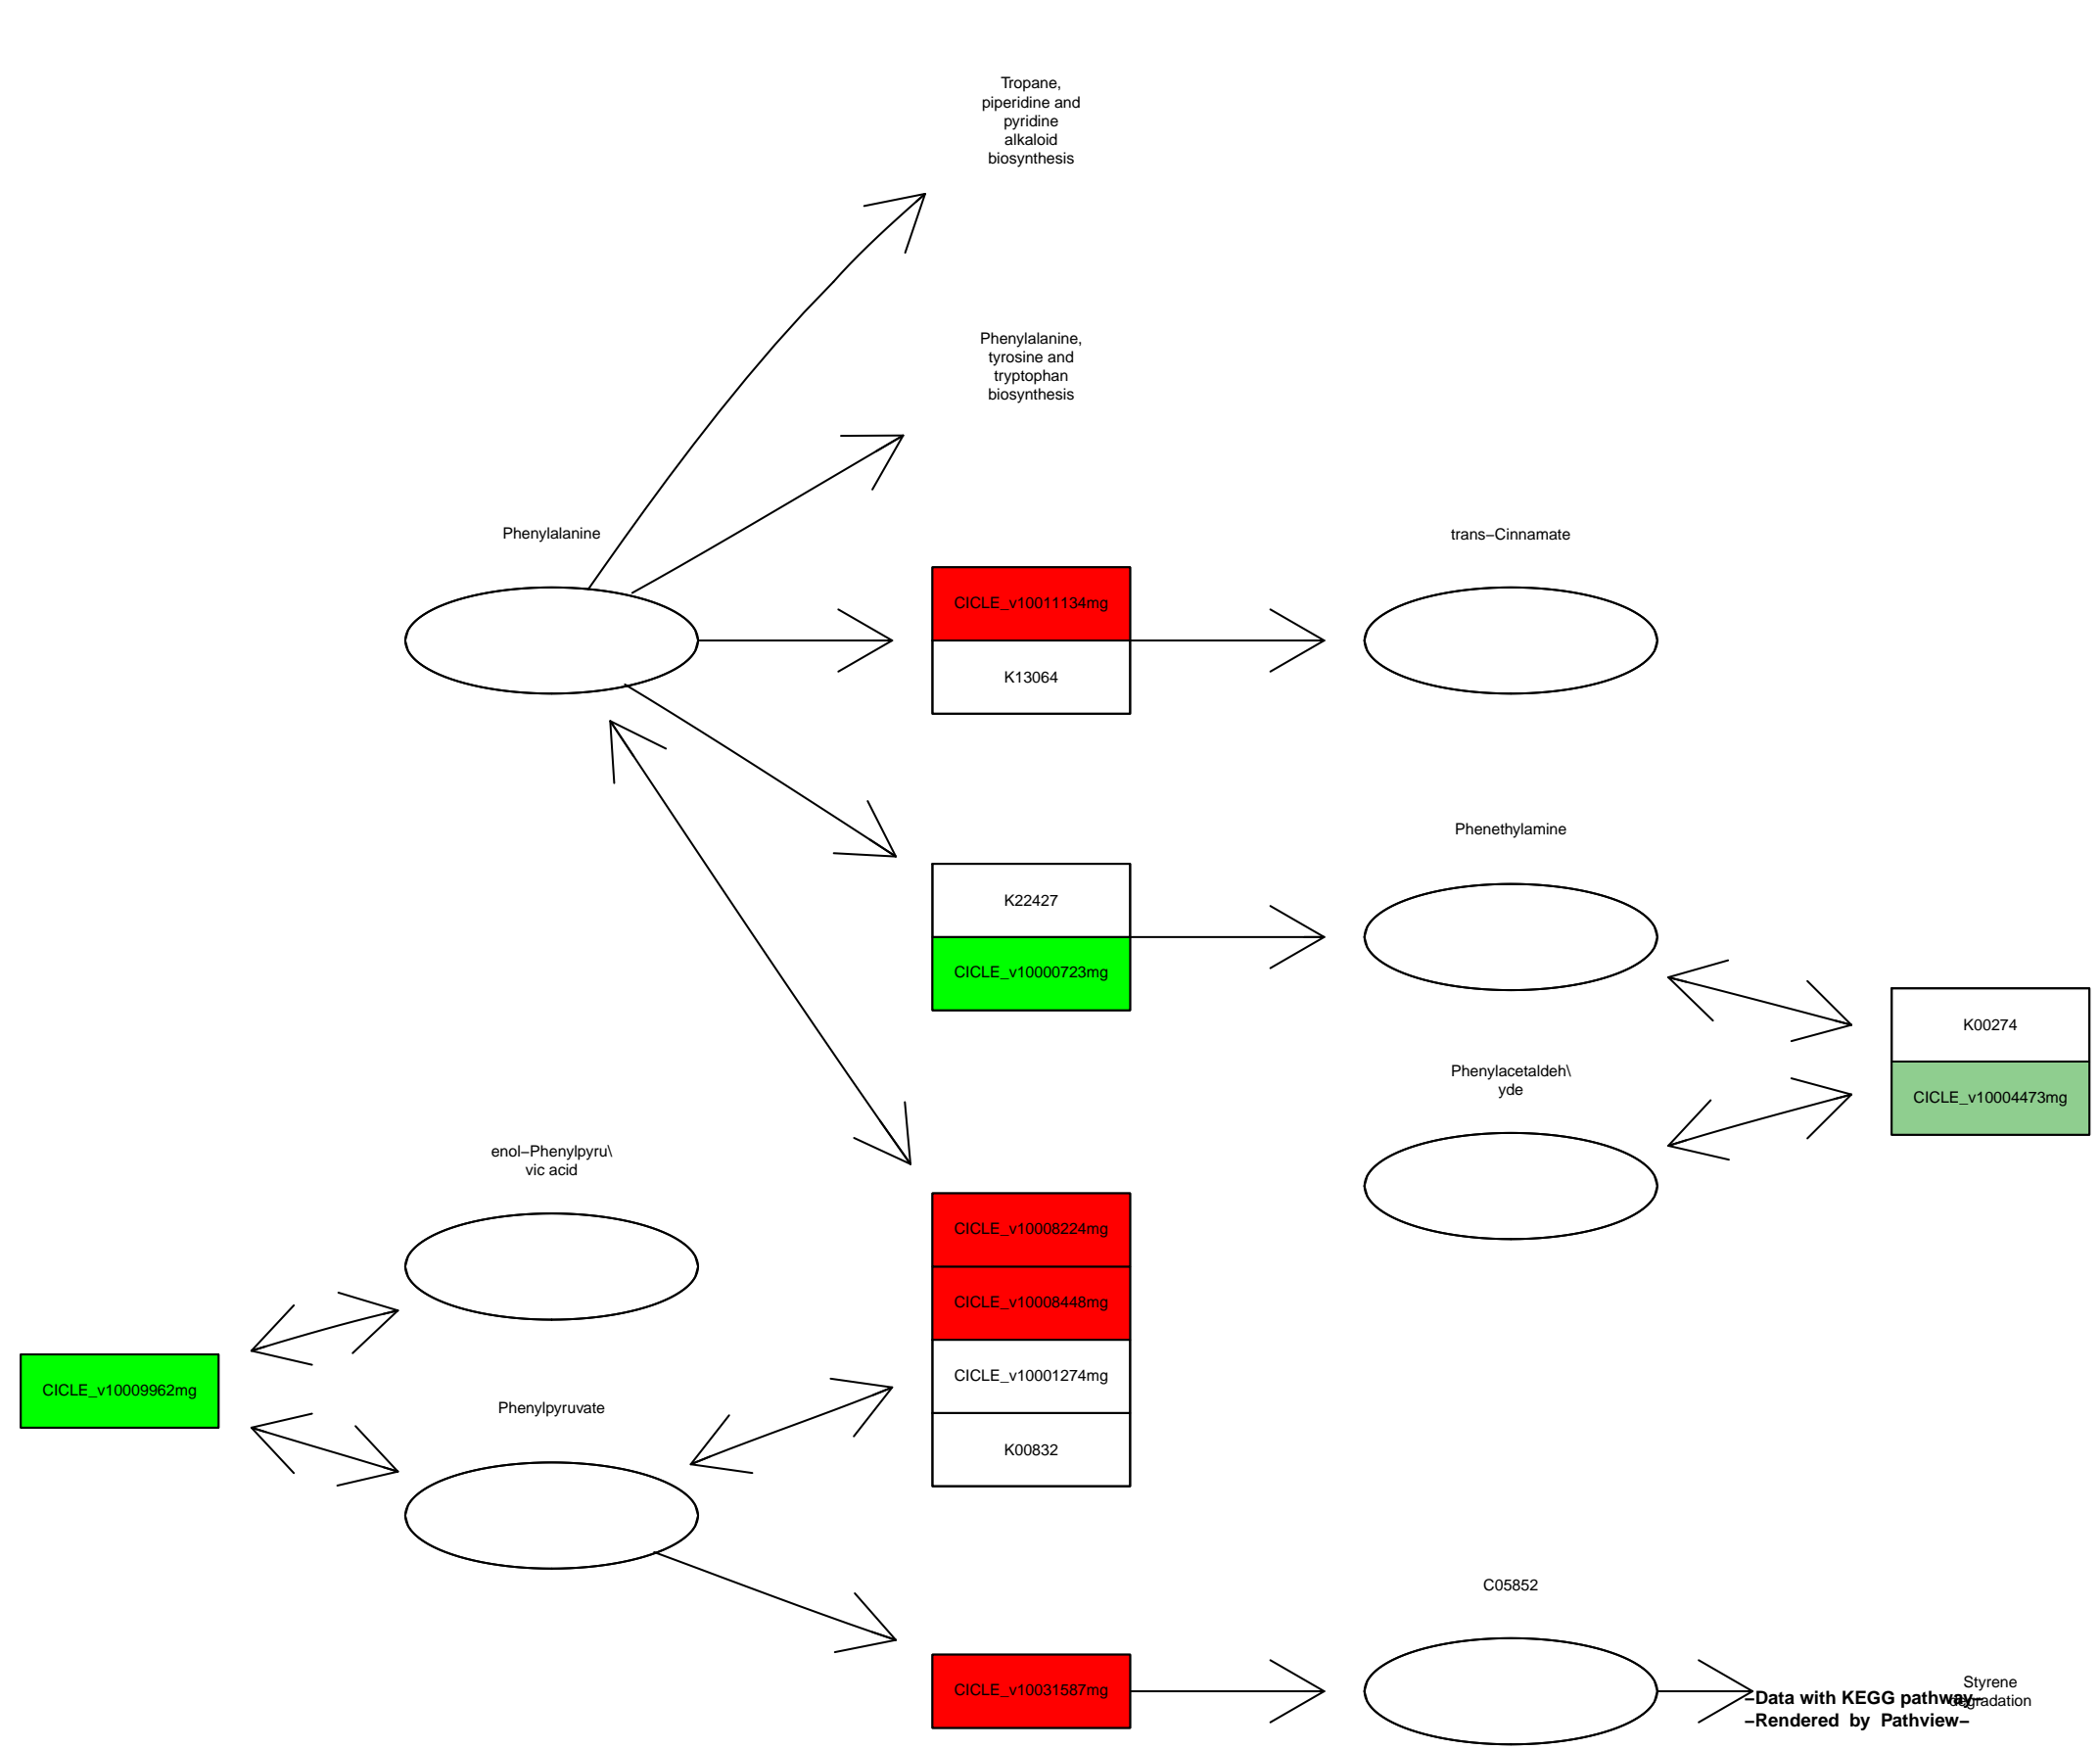 Tropane,
piperidine and
pyridine
alkaloid
biosynthesis
Phenylalanine,
tyrosine and
tryptophan
biosynthesis
Phenylalanine
trans−Cinnamate
CICLE_v10011134mg
K13064
Phenethylamine
K22427
CICLE_v10000723mg
K00274
CICLE_v10004473mg
Phenylacetaldeh\
yde
enol−Phenylpyru\
vic acid
CICLE_v10008224mg
CICLE_v10008448mg
CICLE_v10001274mg
K00832
CICLE_v10009962mg
Phenylpyruvate
C05852
CICLE_v10031587mg
Styrene
degradation
−Data with KEGG pathway−
−Rendered by Pathview−